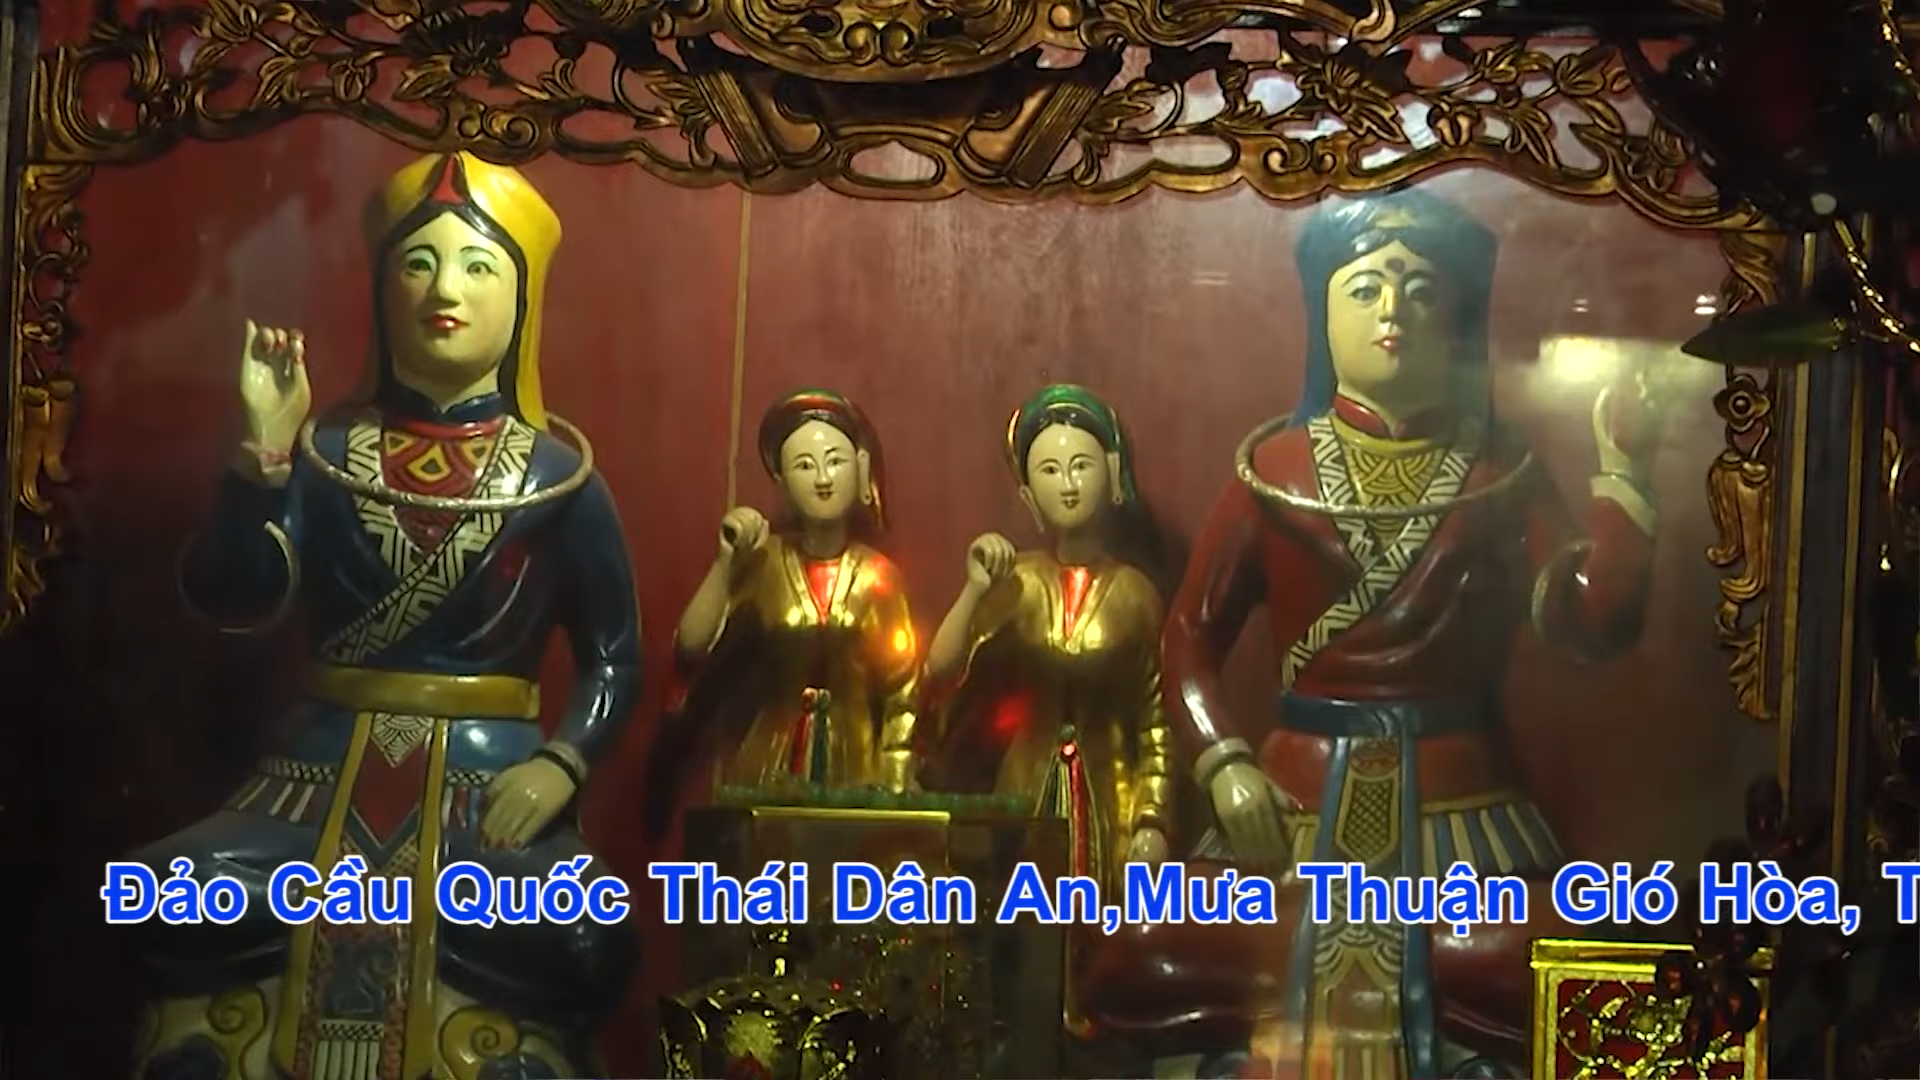 Đảo Cầu Quốc Thái Dân An,Mưa Thuận Gió Hòa, T